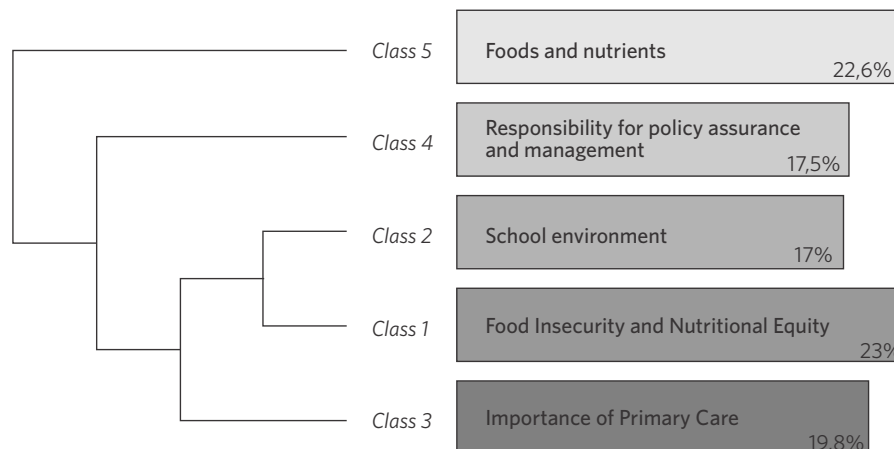 Class 5
Foods and nutrients
22,6%
Class 4
Responsibility for policy assurance
and management
17,5%
Class 2
School environment
17%
Class 1
Food Insecurity and Nutritional Equity
23%
Class 3
Importance of Primary Care
19,8%